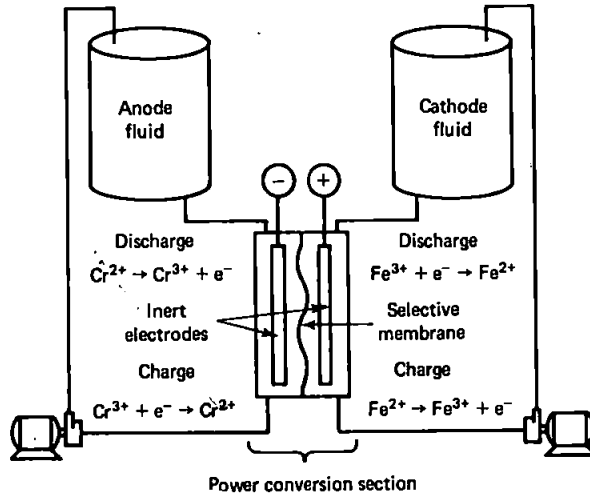 Anode
fluid
Cathode
fluid
−
+
Discharge
Cr²⁺ → Cr³⁺ + e⁻
Discharge
Fe³⁺ + e⁻ → Fe²⁺
Inert
electrodes
Selective
membrane
Charge
Cr³⁺ + e⁻ → Cr²⁺
Charge
Fe²⁺ → Fe³⁺ + e⁻
Power conversion section